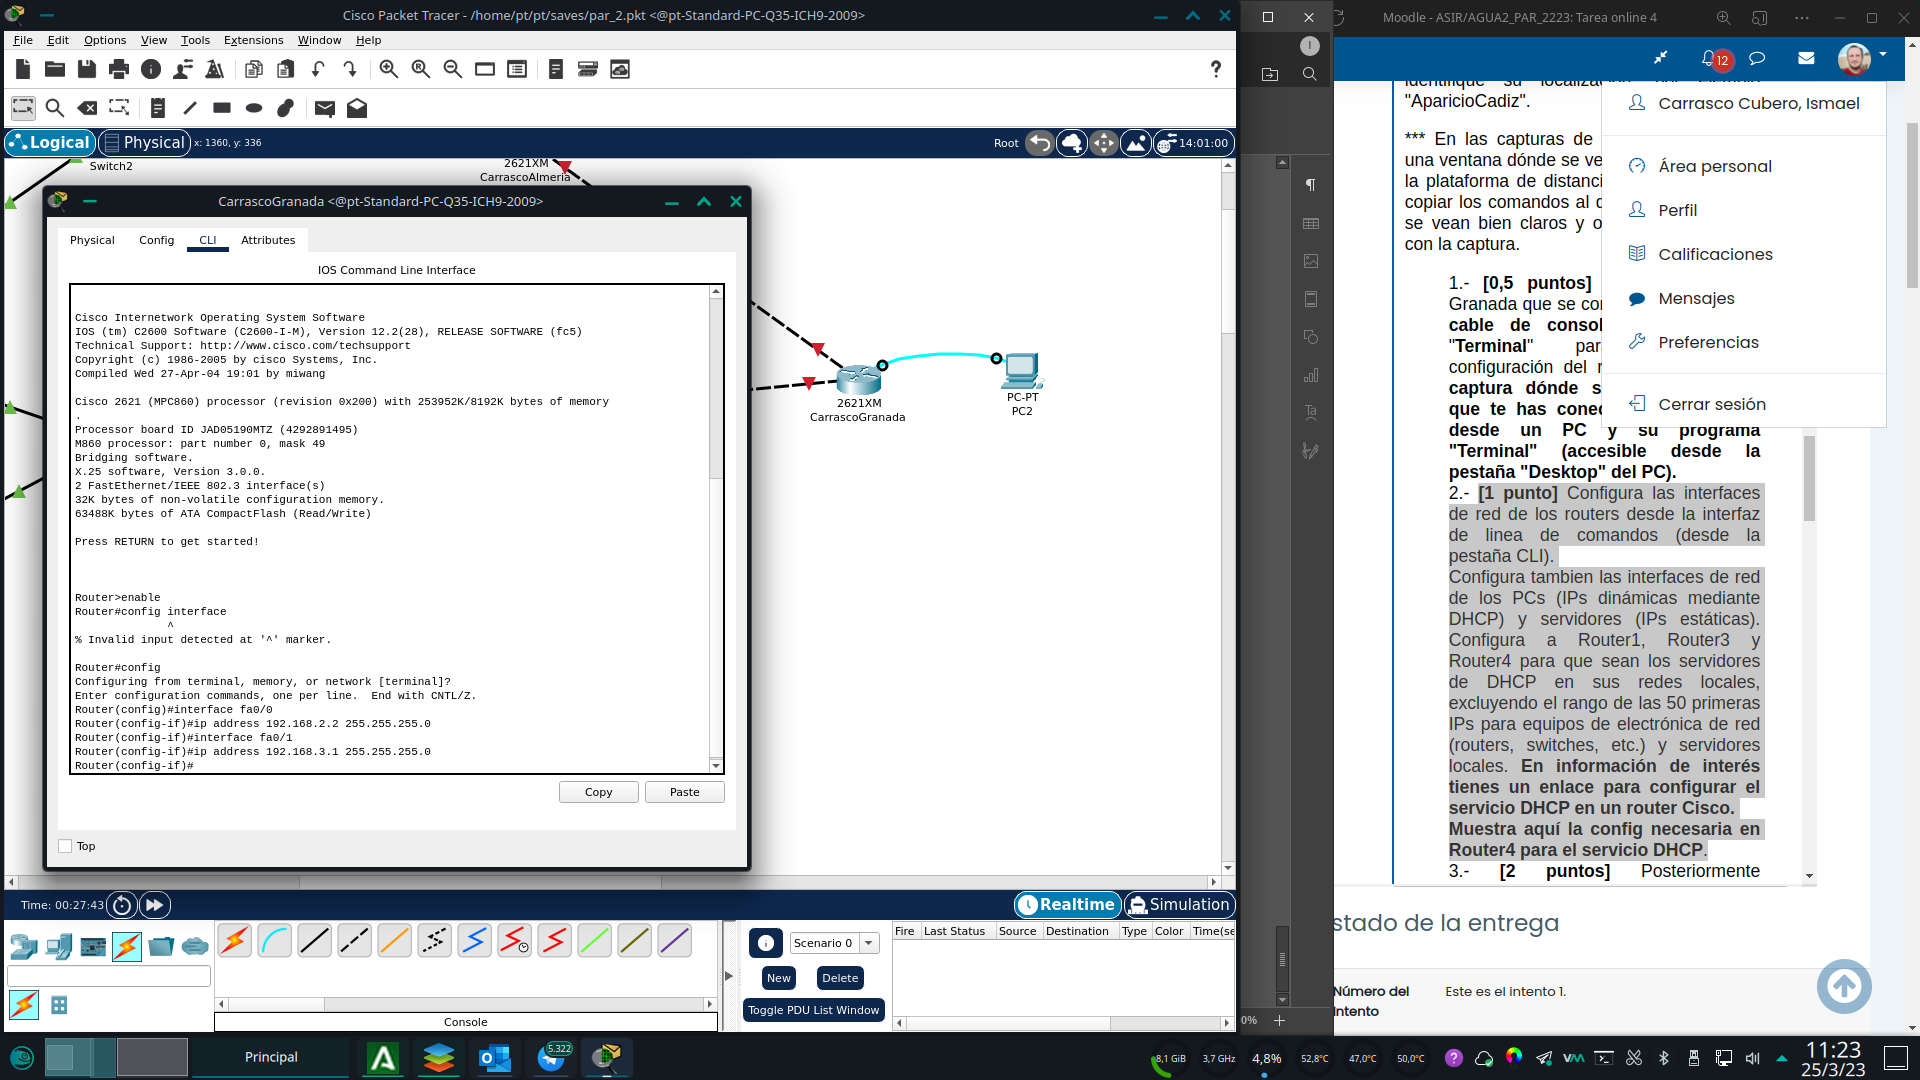 Cisco Packet Tracer - /home/pt/pt/saves/par_2.pkt <@pt-Standard-PC-Q35-ICH9-2009>
File Edit Options View Tools Extensions Window Help
?
Logical
Physical
x: 1360, y: 336
Root
14:01:00
Switch2
2621XM
CarrascoAlmeria
CarrascoGranada <@pt-Standard-PC-Q35-ICH9-2009>
Physical Config CLI Attributes
IOS Command Line Interface
Cisco Internetwork Operating System Software
IOS (tm) C2600 Software (C2600-I-M), Version 12.2(28), RELEASE SOFTWARE (fc5)
Technical Support: http://www.cisco.com/techsupport
Copyright (c) 1986-2005 by cisco Systems, Inc.
Compiled Wed 27-Apr-04 19:01 by miwang
Cisco 2621 (MPC860) processor (revision 0x200) with 253952K/8192K bytes of memory
.
Processor board ID JAD05190MTZ (4292891495)
M860 processor: part number 0, mask 49
Bridging software.
X.25 software, Version 3.0.0.
2 FastEthernet/IEEE 802.3 interface(s)
32K bytes of non-volatile configuration memory.
63488K bytes of ATA CompactFlash (Read/Write)
Press RETURN to get started!
Router>enable
Router#config interface
^
% Invalid input detected at '^' marker.
Router#config
Configuring from terminal, memory, or network [terminal]?
Enter configuration commands, one per line.  End with CNTL/Z.
Router(config)#interface fa0/0
Router(config-if)#ip address 192.168.2.2 255.255.255.0
Router(config-if)#interface fa0/1
Router(config-if)#ip address 192.168.3.1 255.255.255.0
Router(config-if)#
Copy
Paste
Top
2621XM
CarrascoGranada
PC-PT
PC2
Time: 00:27:43
Realtime
Simulation
Scenario 0
New
Delete
Toggle PDU List Window
Fire Last Status Source Destination Type Color Time(se
Console
I
0%
Moodle - ASIR/AGUA2_PAR_2223: Tarea online 4
12
"AparicioCadiz".
*** En las capturas de
una ventana dónde se ve
la plataforma de distanci
copiar los comandos al d
se vean bien claros y o
con la captura.
Carrasco Cubero, Ismael
Área personal
Perfil
Calificaciones
Mensajes
Preferencias
Cerrar sesión
1.- [0,5 puntos]
Granada que se con
cable de consol
"Terminal" par
configuración del r
captura dónde s
que te has conec
desde un PC y su programa
"Terminal" (accesible desde la
pestaña "Desktop" del PC).
2.- [1 punto] Configura las interfaces
de red de los routers desde la interfaz
de linea de comandos (desde la
pestaña CLI).
Configura tambien las interfaces de red
de los PCs (IPs dinámicas mediante
DHCP) y servidores (IPs estáticas).
Configura a Router1, Router3 y
Router4 para que sean los servidores
de DHCP en sus redes locales,
excluyendo el rango de las 50 primeras
IPs para equipos de electrónica de red
(routers, switches, etc.) y servidores
locales. En información de interés
tienes un enlace para configurar el
servicio DHCP en un router Cisco.
Muestra aquí la config necesaria en
Router4 para el servicio DHCP.
3.- [2 puntos] Posteriormente
stado de la entrega
Número del
intento
Este es el intento 1.
Principal
5.322
8,1 GiB
3,7 GHz
4,8%
52,8°C
47,0°C
50,0°C
11:23
25/3/23